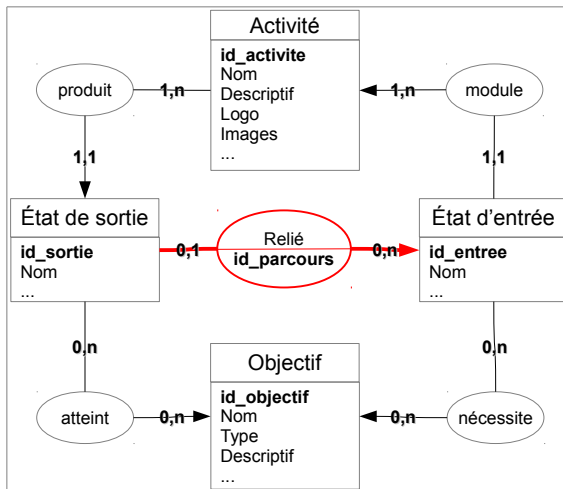 Activité
id_activite
Nom
Descriptif
Logo
Images
...
produit
1,n
1,n
module
1,1
1,1
État de sortie
id_sortie
Nom
...
0,1
Relié
id_parcours
0,n
État d'entrée
id_entree
Nom
...
0,n
0,n
Objectif
id_objectif
Nom
Type
Descriptif
...
atteint
0,n
0,n
nécessite